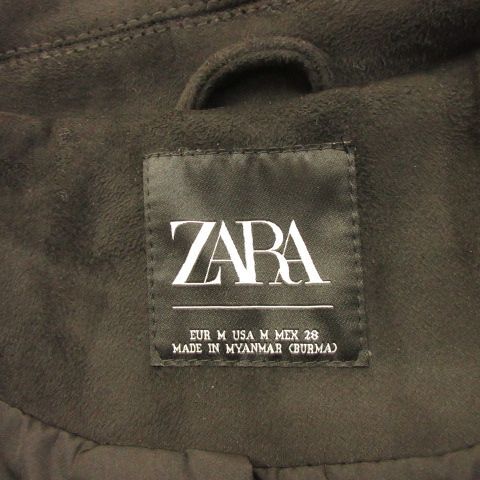 ZARA
EUR M USA M MEX 28
MADE IN MYANMAR (BURMA)